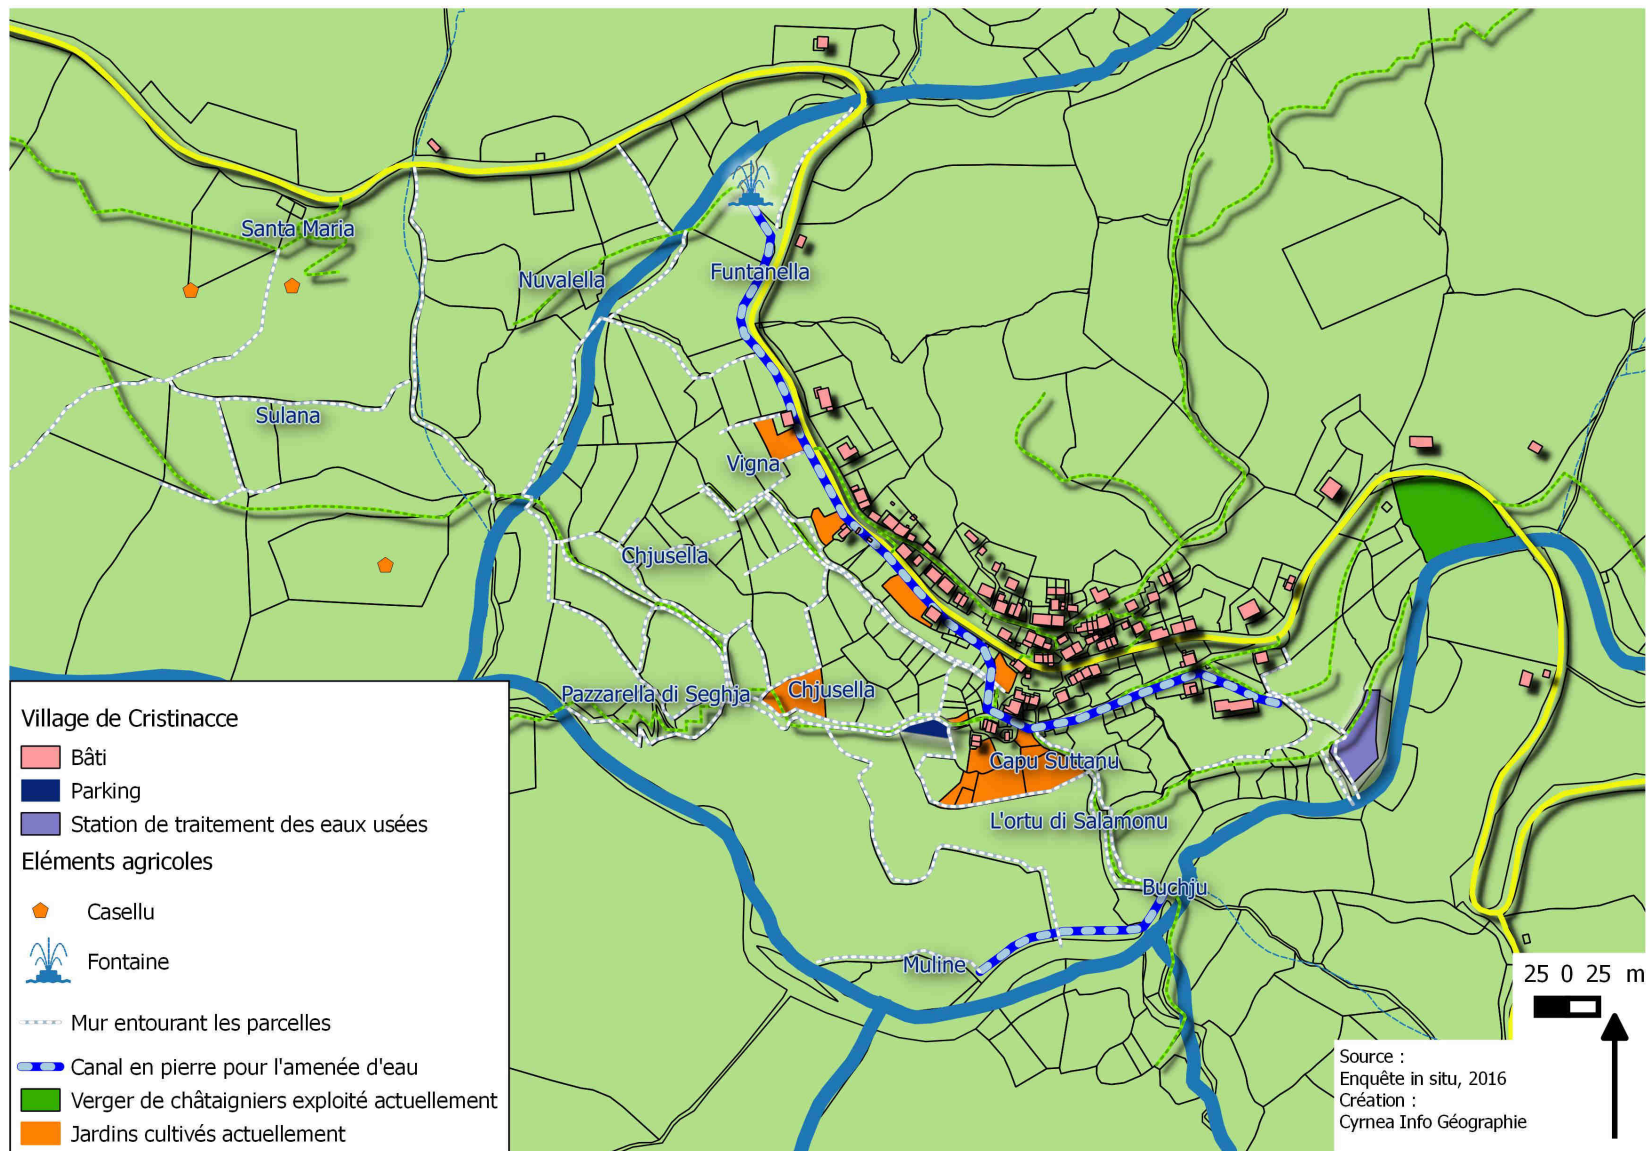 Santa Maria
Nuvalella
Funtanella
Sulana
Vigna
Chjusella
Pazzarella di Seghja
Chjusella
Capu Suttanu
L'ortu di Salamonu
Buchju
Muline
Village de Cristinacce
Bâti
Parking
Station de traitement des eaux usées
Eléments agricoles
Casellu
Fontaine
Mur entourant les parcelles
Canal en pierre pour l'amenée d'eau
Verger de châtaigniers exploité actuellement
Jardins cultivés actuellement
25 0 25 m
Source :
Enquête in situ, 2016
Création :
Cyrnea Info Géographie